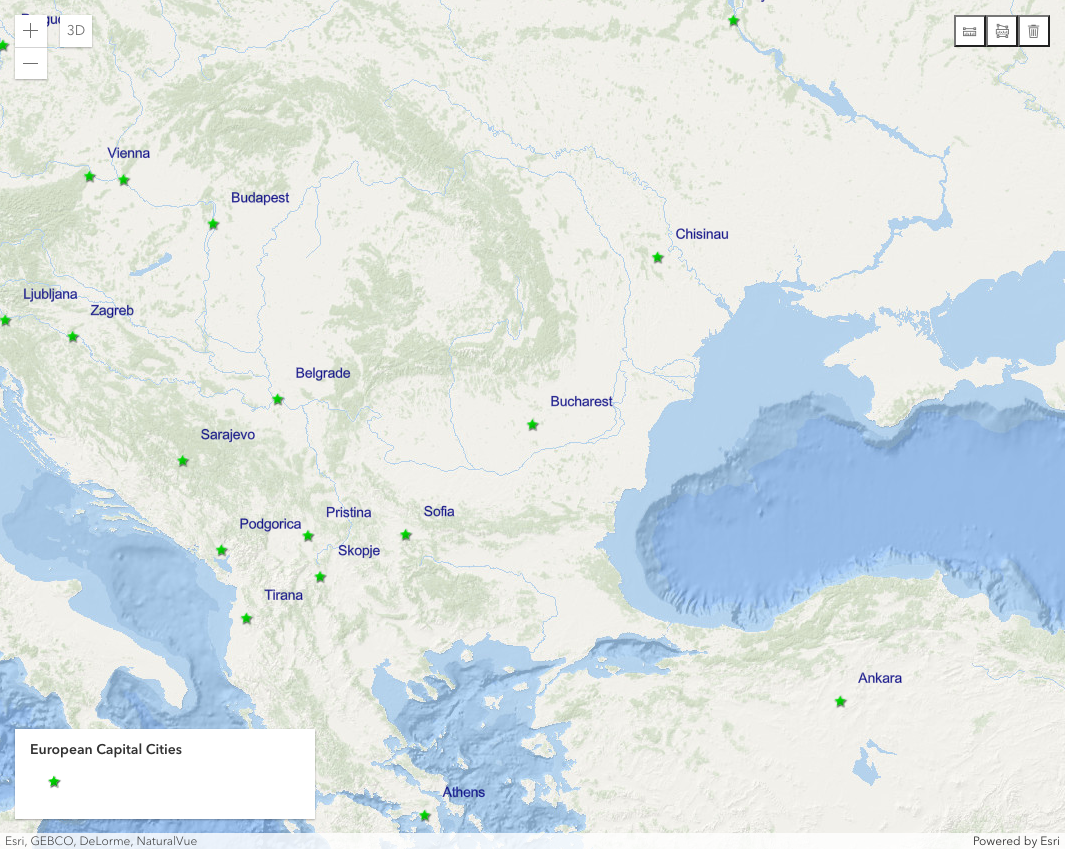 3D
Vienna
Budapest
Chisinau
Ljubljana
Zagreb
Belgrade
Bucharest
Sarajevo
Sofia
Pristina
Podgorica
Skopje
Tirana
Ankara
European Capital Cities
Athens
Esri, GEBCO, DeLorme, NaturalVue
Powered by Esri